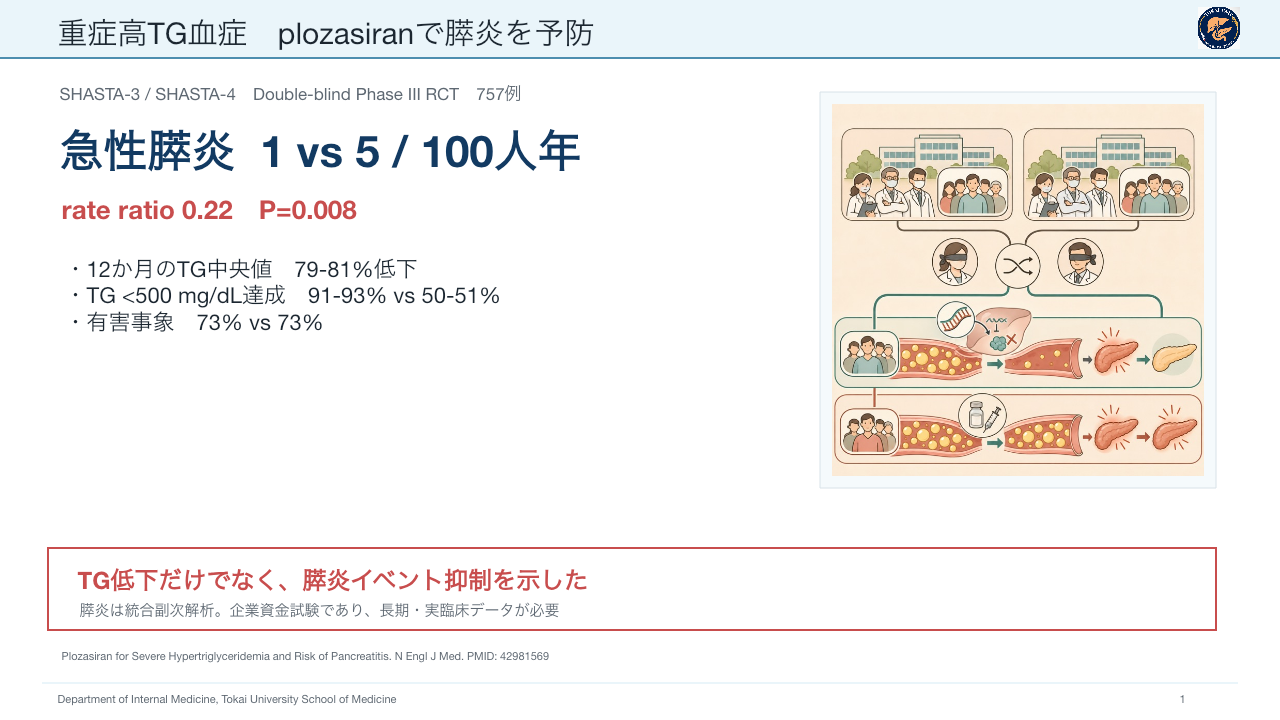 重症高TG血症　plozasiranで膵炎を予防
SHASTA-3 / SHASTA-4　Double-blind Phase III RCT　757例
急性膵炎 1 vs 5 / 100人年
rate ratio 0.22　P=0.008
・12か月のTG中央値　79-81%低下
・TG <500 mg/dL達成　91-93% vs 50-51%
・有害事象　73% vs 73%
TG低下だけでなく、膵炎イベント抑制を示した
膵炎は統合副次解析。企業資金試験であり、長期・実臨床データが必要
Plozasiran for Severe Hypertriglyceridemia and Risk of Pancreatitis. N Engl J Med. PMID: 42981569
Department of Internal Medicine, Tokai University School of Medicine
1